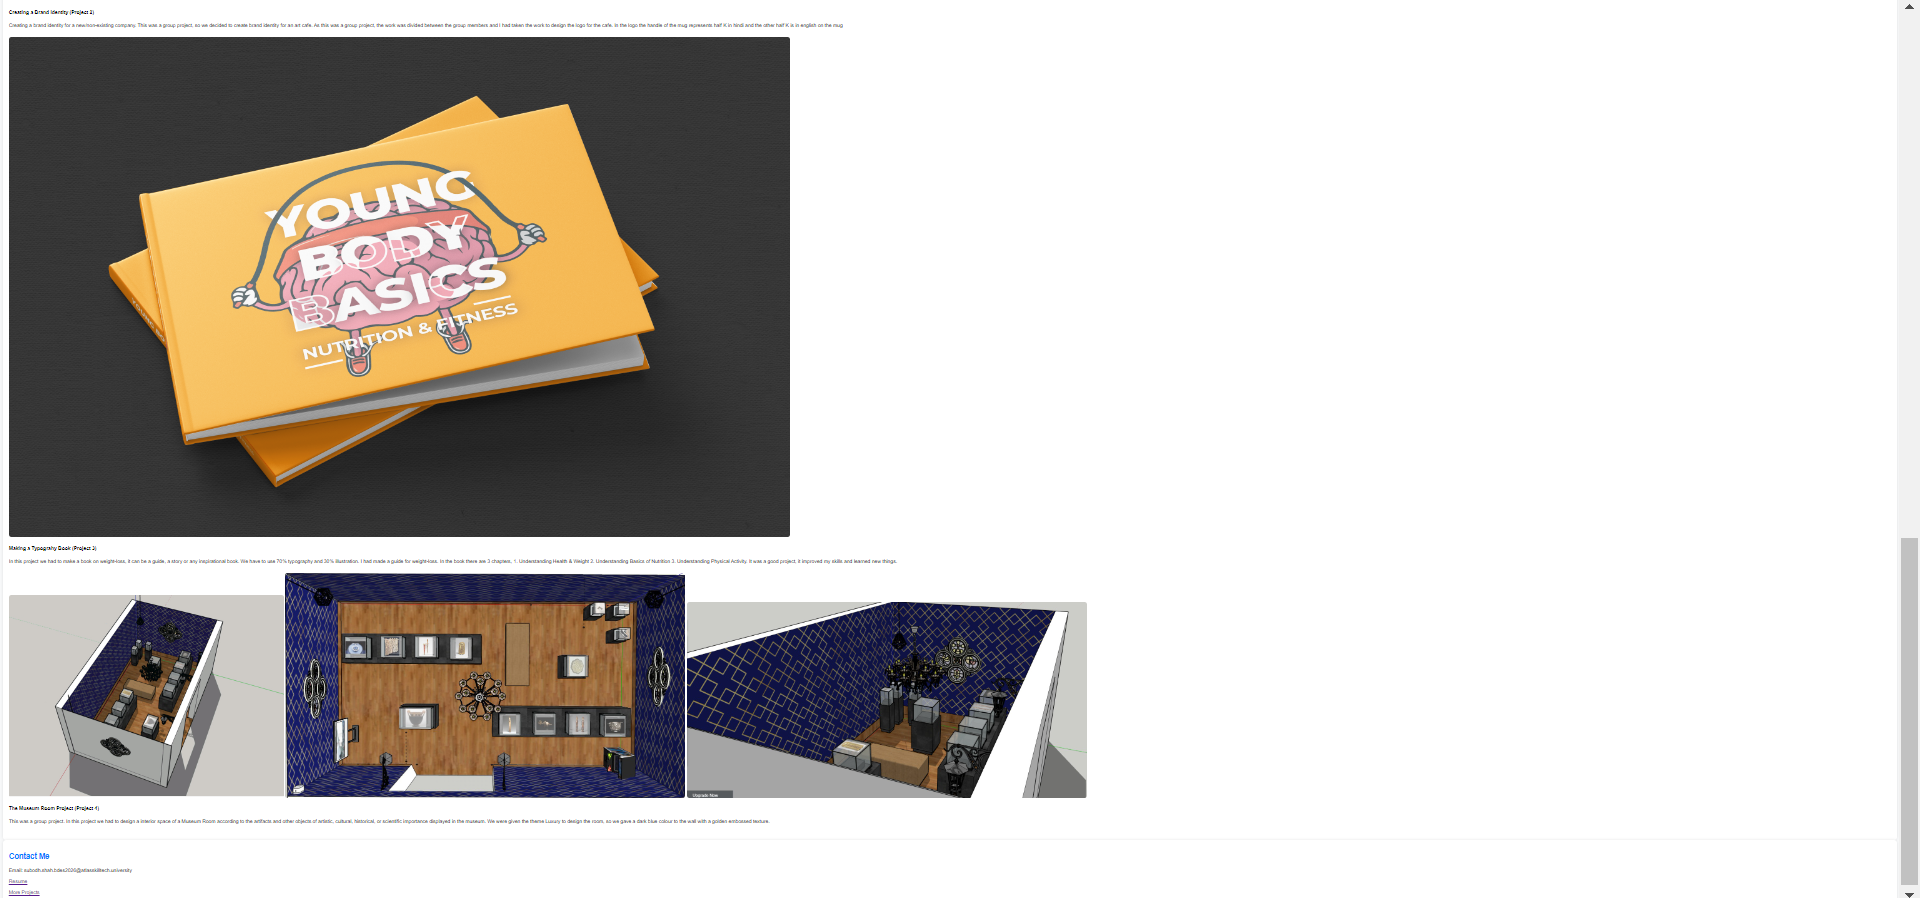 Creating a Brand Identity (Project 2)
Creating a brand identity for a new/non-existing company. This was a group project, so we decided to create brand identity for an art cafe. As this was a group project, the work was divided between the group members and I had taken the work to design the logo for the cafe. In the logo the handle of the mug represents half K in hindi and the other half K is in english on the mug
YOUNG
BODY
BASICS
NUTRITION & FITNESS
Making a Typograhy Book (Project 3)
In this project we had to make a book on weight-loss, it can be a guide, a story or any inspirational book. We have to use 70% typography and 30% illustration. I had made a guide for weight-loss. In the book there are 3 chapters, 1. Understanding Health & Weight 2. Understanding Basics of Nutrition 3. Understanding Physical Activity. It was a good project, it improved my skills and learned new things.
Upgrade Now
The Museum Room Project (Project 4)
This was a group project. In this project we had to design a interior space of a Museum Room according to the artifacts and other objects of artistic, cultural, historical, or scientific importance displayed in the museum. We were given the theme Luxury to design the room, so we gave a dark blue colour to the wall with a golden embossed texture.
Contact Me
Email: subodh.shah.bdes2026@atlasskilltech.university
Resume
More Projects